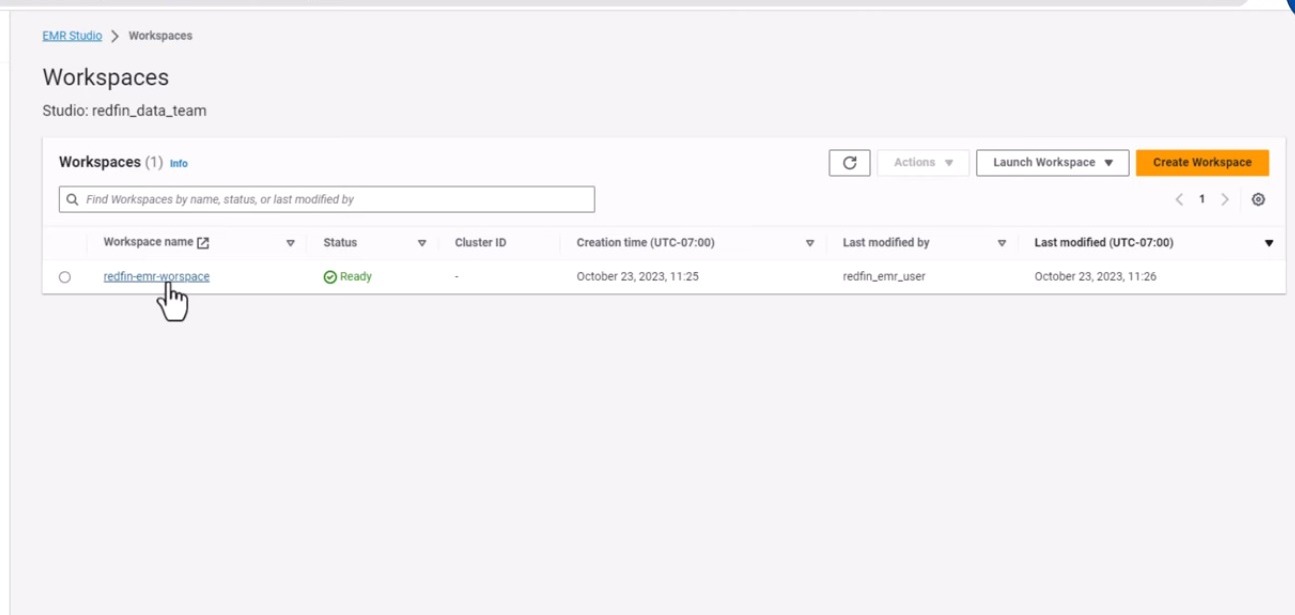 EMR Studio > Workspaces
Workspaces
Studio: redfin_data_team
Workspaces (1) Info
Actions
Launch Workspace
Create Workspace
Find Workspaces by name, status, or last modified by
1
Workspace name Status Cluster ID Creation time (UTC-07:00) Last modified by Last modified (UTC-07:00)
redfin-emr-worspace Ready - October 23, 2023, 11:25 redfin_emr_user October 23, 2023, 11:26